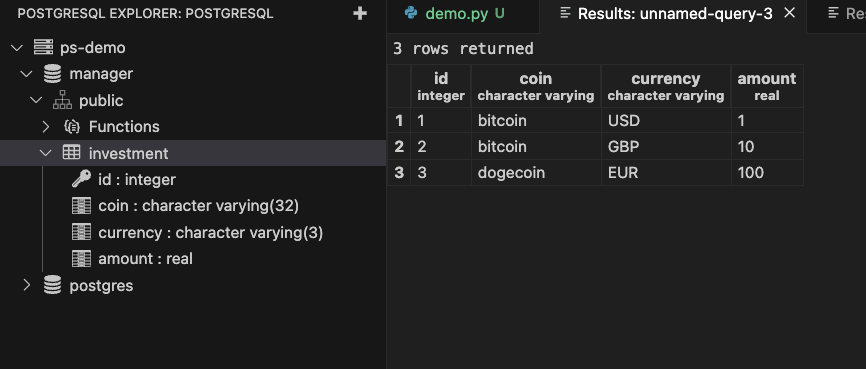 POSTGRESQL EXPLORER: POSTGRESQL
ps-demo
manager
public
Functions
investment
id : integer
coin : character varying(32)
currency : character varying(3)
amount : real
postgres
demo.py U Results: unnamed-query-3
3 rows returned
id coin currency amount
integer character varying character varying real
1 1 bitcoin USD 1
2 2 bitcoin GBP 10
3 3 dogecoin EUR 100